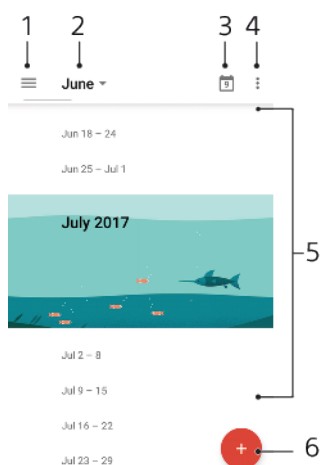 1 2 3 4
June
9
Jun 18 – 24
Jun 25 – Jul 1
July 2017
5
Jul 2 – 8
Jul 9 – 15
Jul 16 – 22
6
Jul 23 – 29